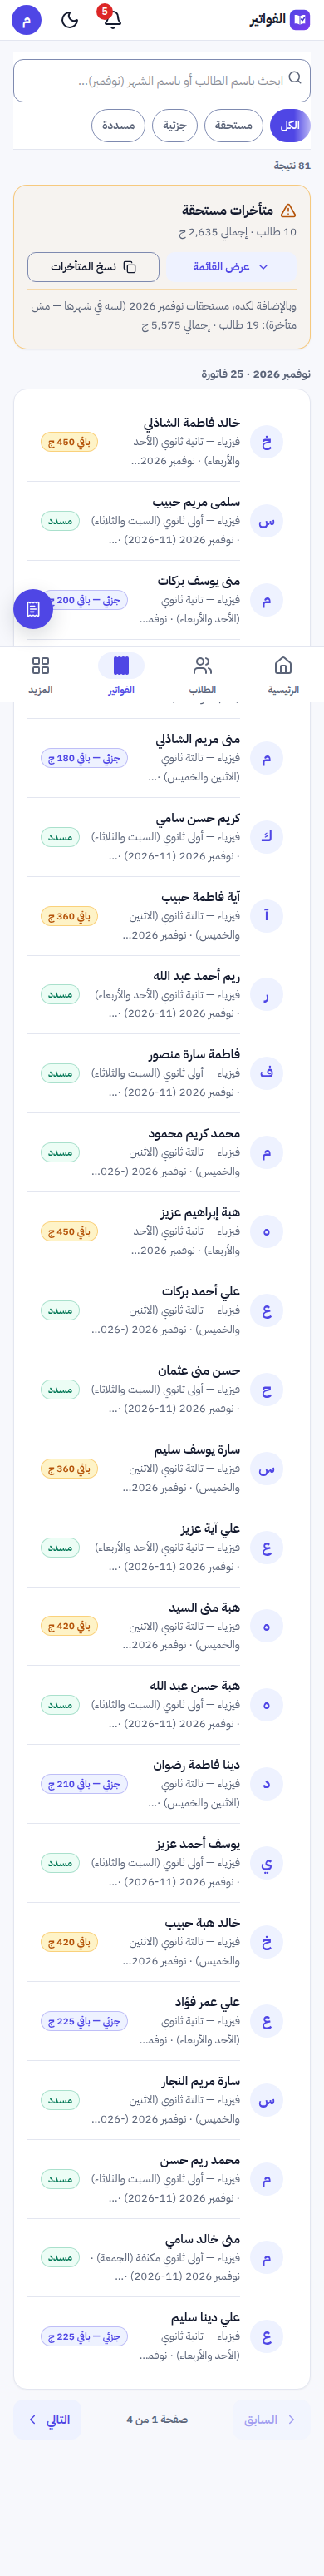 الفواتير
5
م
ابحث باسم الطالب أو باسم الشهر (نوفمبر)...
الكل
مستحقة
جزئية
مسددة
81 نتيجة
متأخرات مستحقة
10 طالب · إجمالي 2,635 ج
عرض القائمة
نسخ المتأخرات
وبالإضافة لكده، مستحقات نوفمبر 2026 (لسه في شهرها — مش
متأخرة): 19 طالب · إجمالي 5,575 ج
نوفمبر 2026 · 25 فاتورة
خ
خالد فاطمة الشاذلي
فيزياء — ثانية ثانوي (الأحد
والأربعاء) · نوفمبر 2026...
باقي 450 ج
س
سلمى مريم حبيب
فيزياء — أولى ثانوي (السبت والثلاثاء)
· نوفمبر 2026 (11-2026) ·...
مسدد
م
منى يوسف بركات
فيزياء — ثانية ثانوي
(الأحد والأربعاء) · نوفمـ...
جزئي — باقي 200 ج
الرئيسية
الطلاب
الفواتير
المزيد
م
منى مريم الشاذلي
فيزياء — ثالثة ثانوي
(الاثنين والخميس) ·...
جزئي — باقي 180 ج
ك
كريم حسن سامي
فيزياء — أولى ثانوي (السبت والثلاثاء)
· نوفمبر 2026 (11-2026) ·...
مسدد
آ
آية فاطمة حبيب
فيزياء — ثالثة ثانوي (الاثنين
والخميس) · نوفمبر 2026...
باقي 360 ج
ر
ريم أحمد عبد الله
فيزياء — ثانية ثانوي (الأحد والأربعاء)
· نوفمبر 2026 (11-2026) ·...
مسدد
ف
فاطمة سارة منصور
فيزياء — أولى ثانوي (السبت والثلاثاء)
· نوفمبر 2026 (11-2026) ·...
مسدد
م
محمد كريم محمود
فيزياء — ثالثة ثانوي (الاثنين
والخميس) · نوفمبر 2026 (-026...
مسدد
ه
هبة إبراهيم عزيز
فيزياء — ثانية ثانوي (الأحد
والأربعاء) · نوفمبر 2026...
باقي 450 ج
ع
علي أحمد بركات
فيزياء — ثالثة ثانوي (الاثنين
والخميس) · نوفمبر 2026 (-026...
مسدد
ح
حسن منى عثمان
فيزياء — أولى ثانوي (السبت والثلاثاء)
· نوفمبر 2026 (11-2026) ·...
مسدد
س
سارة يوسف سليم
فيزياء — ثالثة ثانوي (الاثنين
والخميس) · نوفمبر 2026...
باقي 360 ج
ع
علي آية عزيز
فيزياء — ثانية ثانوي (الأحد والأربعاء)
· نوفمبر 2026 (11-2026) ·...
مسدد
ه
هبة منى السيد
فيزياء — ثالثة ثانوي (الاثنين
والخميس) · نوفمبر 2026...
باقي 420 ج
ه
هبة حسن عبد الله
فيزياء — أولى ثانوي (السبت والثلاثاء)
· نوفمبر 2026 (11-2026) ·...
مسدد
د
دينا فاطمة رضوان
فيزياء — ثالثة ثانوي
(الاثنين والخميس) ·...
جزئي — باقي 210 ج
ي
يوسف أحمد عزيز
فيزياء — أولى ثانوي (السبت والثلاثاء)
· نوفمبر 2026 (11-2026) ·...
مسدد
خ
خالد هبة حبيب
فيزياء — ثالثة ثانوي (الاثنين
والخميس) · نوفمبر 2026...
باقي 420 ج
ع
علي عمر فؤاد
فيزياء — ثانية ثانوي
(الأحد والأربعاء) · نوفمـ...
جزئي — باقي 225 ج
س
سارة مريم النجار
فيزياء — ثالثة ثانوي (الاثنين
والخميس) · نوفمبر 2026 (-026...
مسدد
م
محمد ريم حسن
فيزياء — أولى ثانوي (السبت والثلاثاء)
· نوفمبر 2026 (11-2026) ·...
مسدد
م
منى خالد سامي
فيزياء — أولى ثانوي مكثفة (الجمعة) ·
نوفمبر 2026 (11-2026) ·...
مسدد
ع
علي دينا سليم
فيزياء — ثانية ثانوي
(الأحد والأربعاء) · نوفمـ...
جزئي — باقي 225 ج
السابق
صفحة 1 من 4
التالي